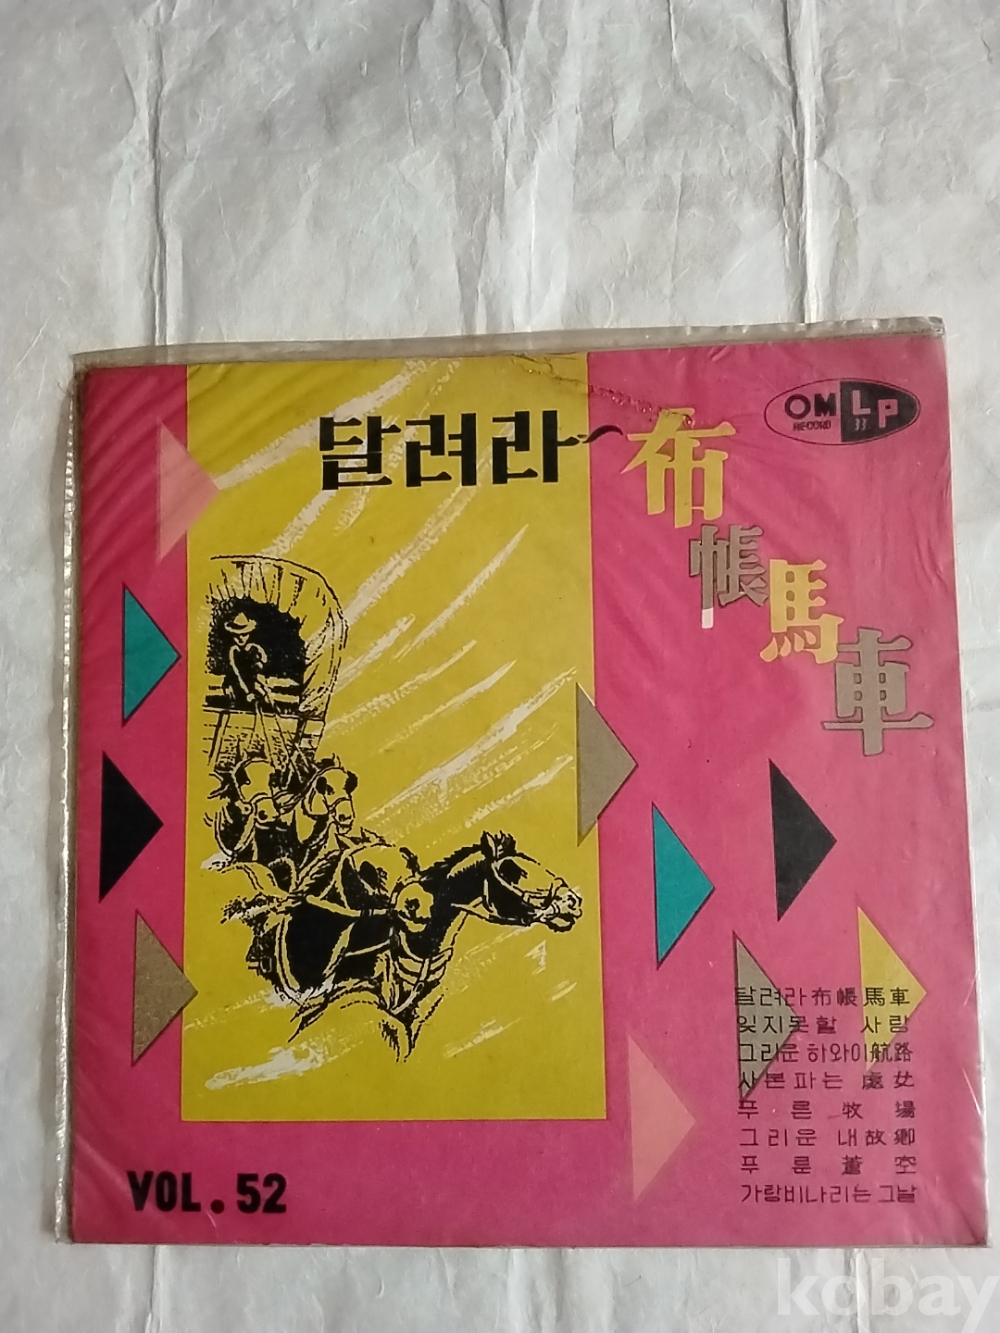 달려라~布帳馬車
OM LP
RECORD 33
달려라布帳馬車
잊지못할 사랑
그리운 하와이航路
사본파는 處女
푸른牧場
그리운 내故鄕
푸른蒼空
가랑비나리는그날
VOL. 52
kobay